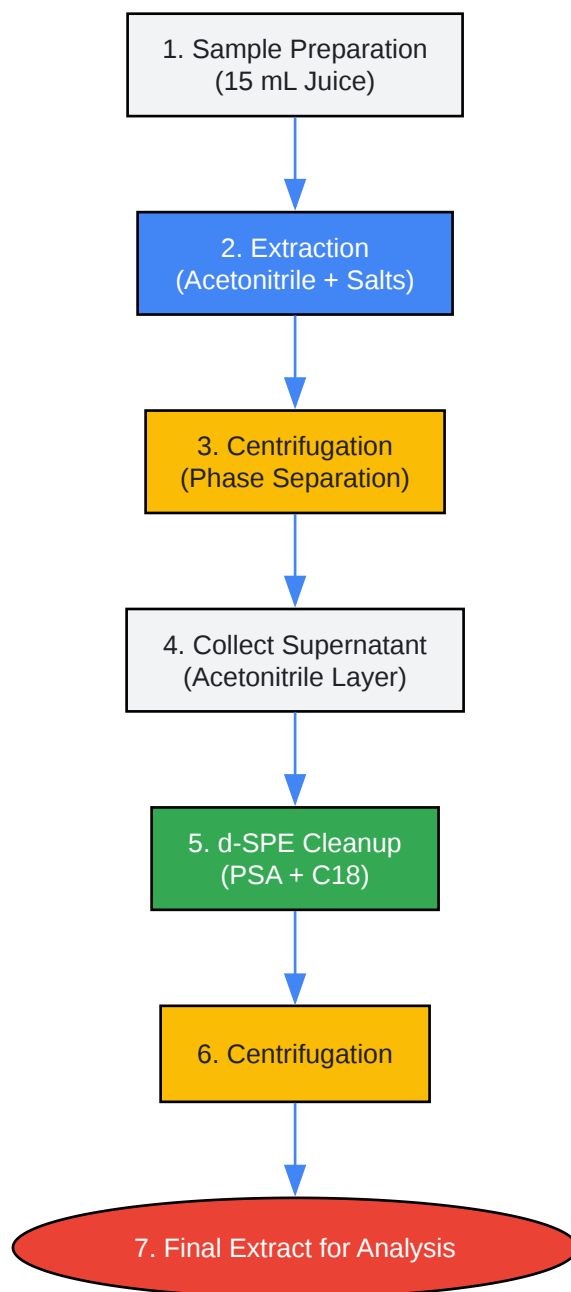 1. Sample Preparation
(15 mL Juice)
2. Extraction
(Acetonitrile + Salts)
3. Centrifugation
(Phase Separation)
4. Collect Supernatant
(Acetonitrile Layer)
5. d-SPE Cleanup
(PSA + C18)
6. Centrifugation
7. Final Extract for Analysis